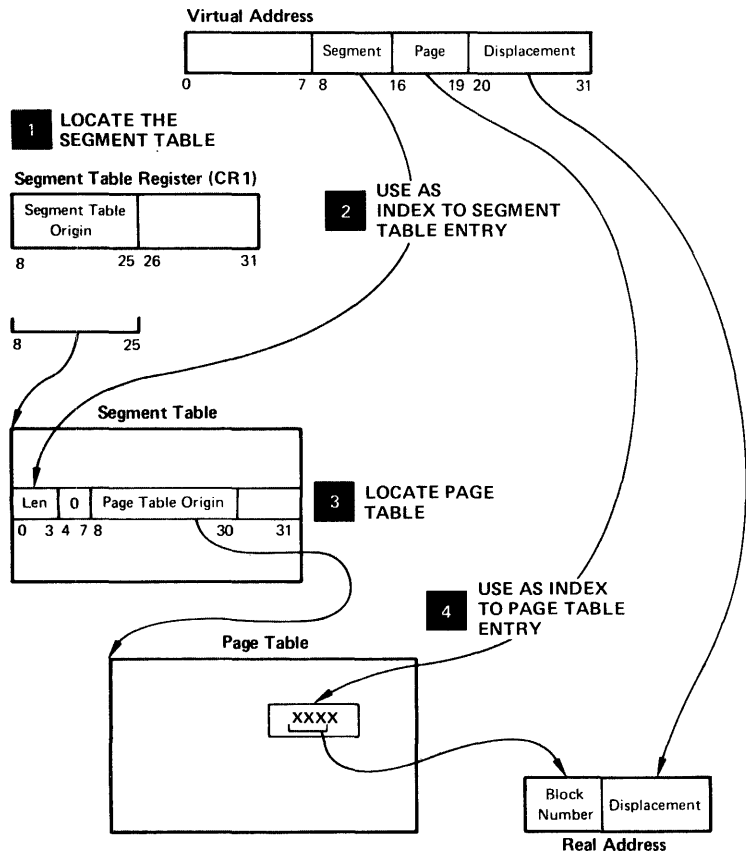 Virtual Address
Segment Page Displacement
0 7 8 16 19 20 31
1 LOCATE THE
SEGMENT TABLE
Segment Table Register (CR1)
Segment Table
Origin
8 25 26 31
2 USE AS
INDEX TO SEGMENT
TABLE ENTRY
8 25
Segment Table
Len 0 Page Table Origin
0 3 4 7 8 30 31
3 LOCATE PAGE
TABLE
4 USE AS INDEX
TO PAGE TABLE
ENTRY
Page Table
XXXX
Block
Number
Displacement
Real Address